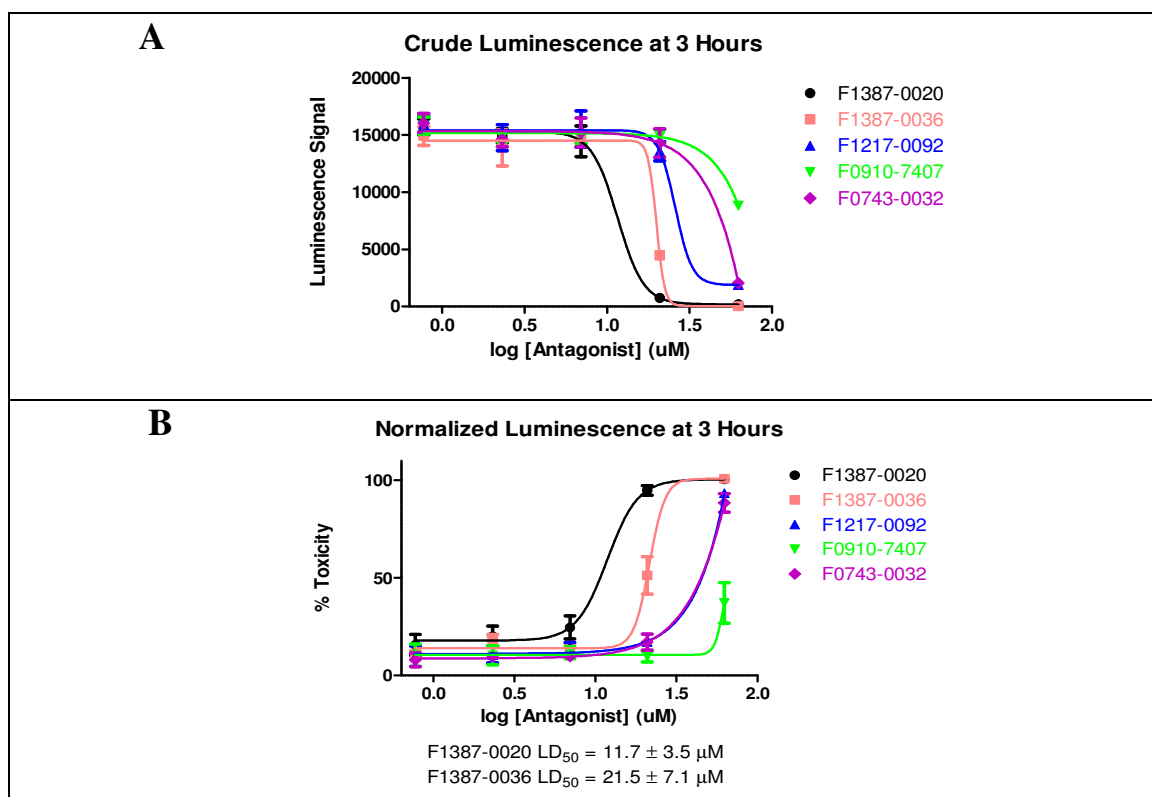 A
Crude Luminescence at 3 Hours
20000
15000
10000
5000
0
Luminescence Signal
0.0 0.5 1.0 1.5 2.0
log [Antagonist] (uM)
F1387-0020
F1387-0036
F1217-0092
F0910-7407
F0743-0032
B
Normalized Luminescence at 3 Hours
100
50
0
% Toxicity
0.0 0.5 1.0 1.5 2.0
log [Antagonist] (uM)
F1387-0020
F1387-0036
F1217-0092
F0910-7407
F0743-0032
F1387-0020 LD50 = 11.7 ± 3.5 µM
F1387-0036 LD50 = 21.5 ± 7.1 µM